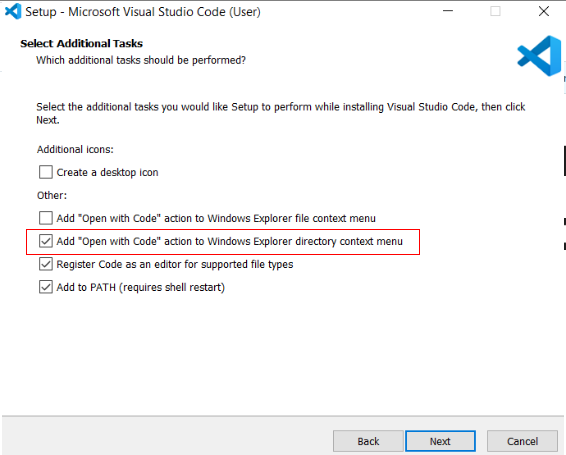 Setup - Microsoft Visual Studio Code (User)
Select Additional Tasks
Which additional tasks should be performed?
Select the additional tasks you would like Setup to perform while installing Visual Studio Code, then click
Next.
Additional icons:
Create a desktop icon
Other:
Add "Open with Code" action to Windows Explorer file context menu
Add "Open with Code" action to Windows Explorer directory context menu
Register Code as an editor for supported file types
Add to PATH (requires shell restart)
Back Next Cancel